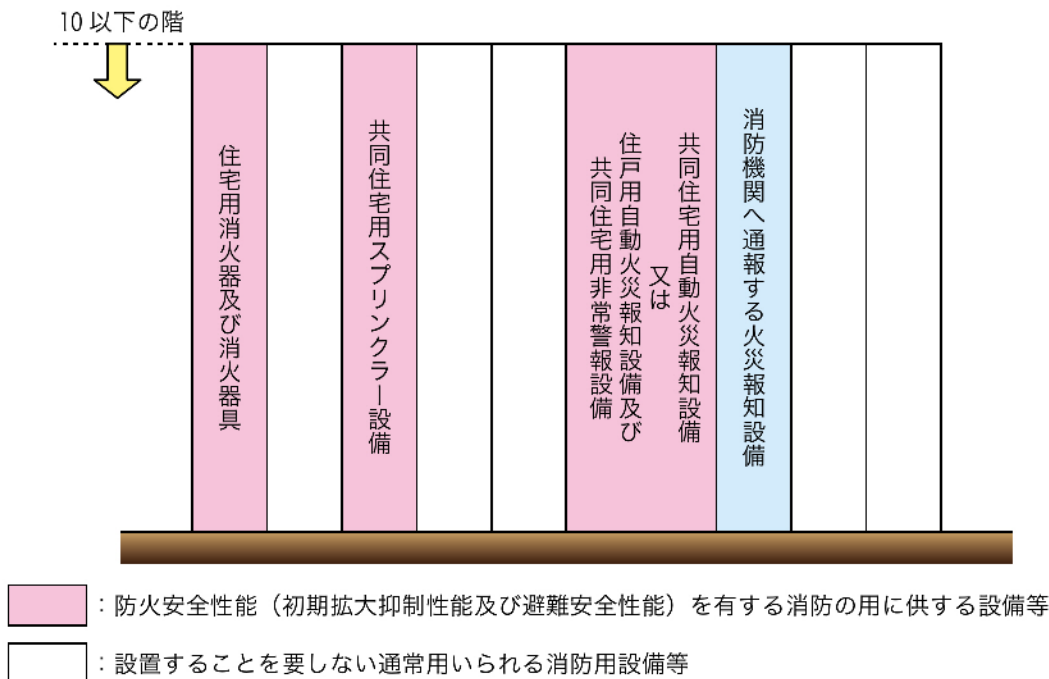 10以下の階
住宅用消火器及び消火器具
共同住宅用スプリンクラー設備
共同住宅用自動火災報知設備
又は
住戸用自動火災報知設備及び
共同住宅用非常警報設備
消防機関へ通報する火災報知設備
：防火安全性能（初期拡大抑制性能及び避難安全性能）を有する消防の用に供する設備等
：設置することを要しない通常用いられる消防用設備等